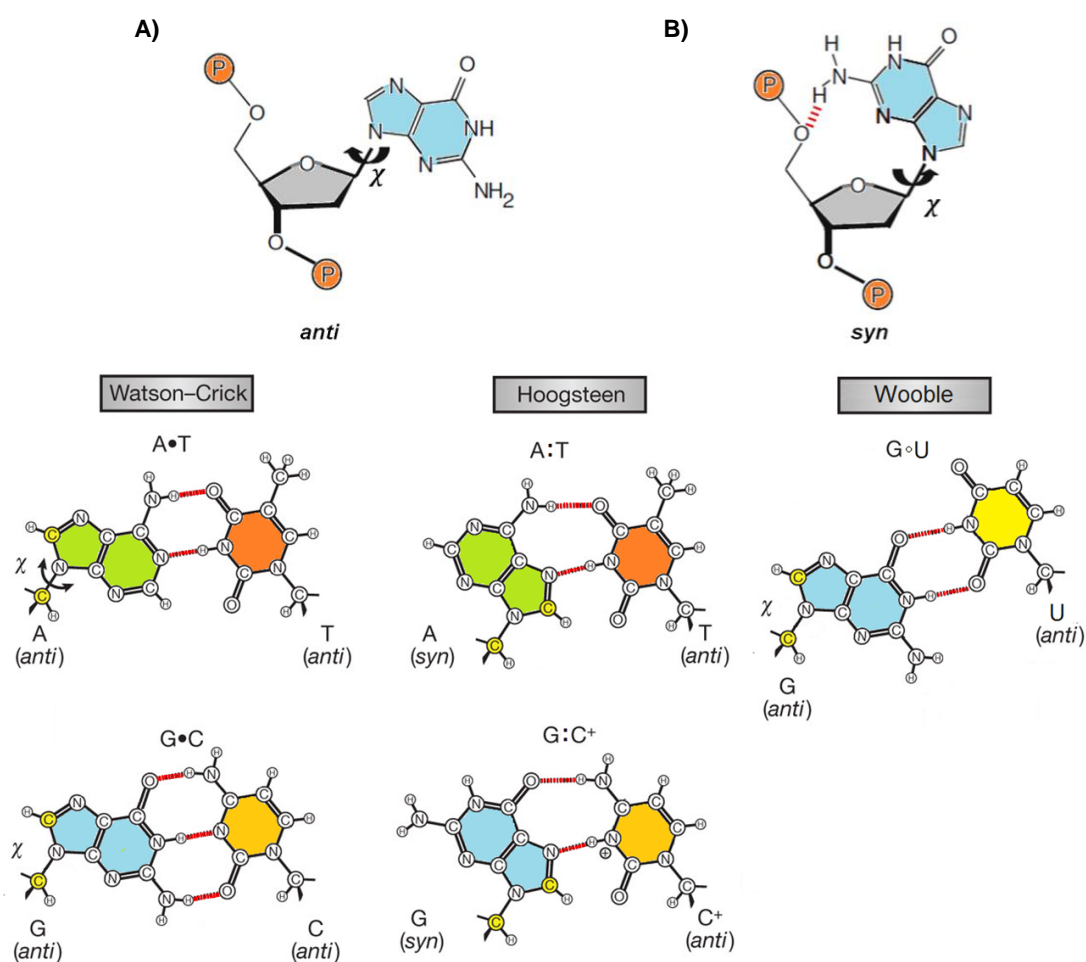 A)
B)
P
O
O
N
N
N
NH
N
NH₂
O
O
P
χ
anti
P
O
H
H
N
H
N
O
N
N
N
O
O
P
χ
syn
Watson–Crick
Hoogsteen
Wooble
A•T
A:T
G◦U
χ
A
(anti)
T
(anti)
A
(syn)
T
(anti)
χ
G
(anti)
U
(anti)
G•C
G:C⁺
χ
G
(anti)
C
(anti)
G
(syn)
C⁺
(anti)